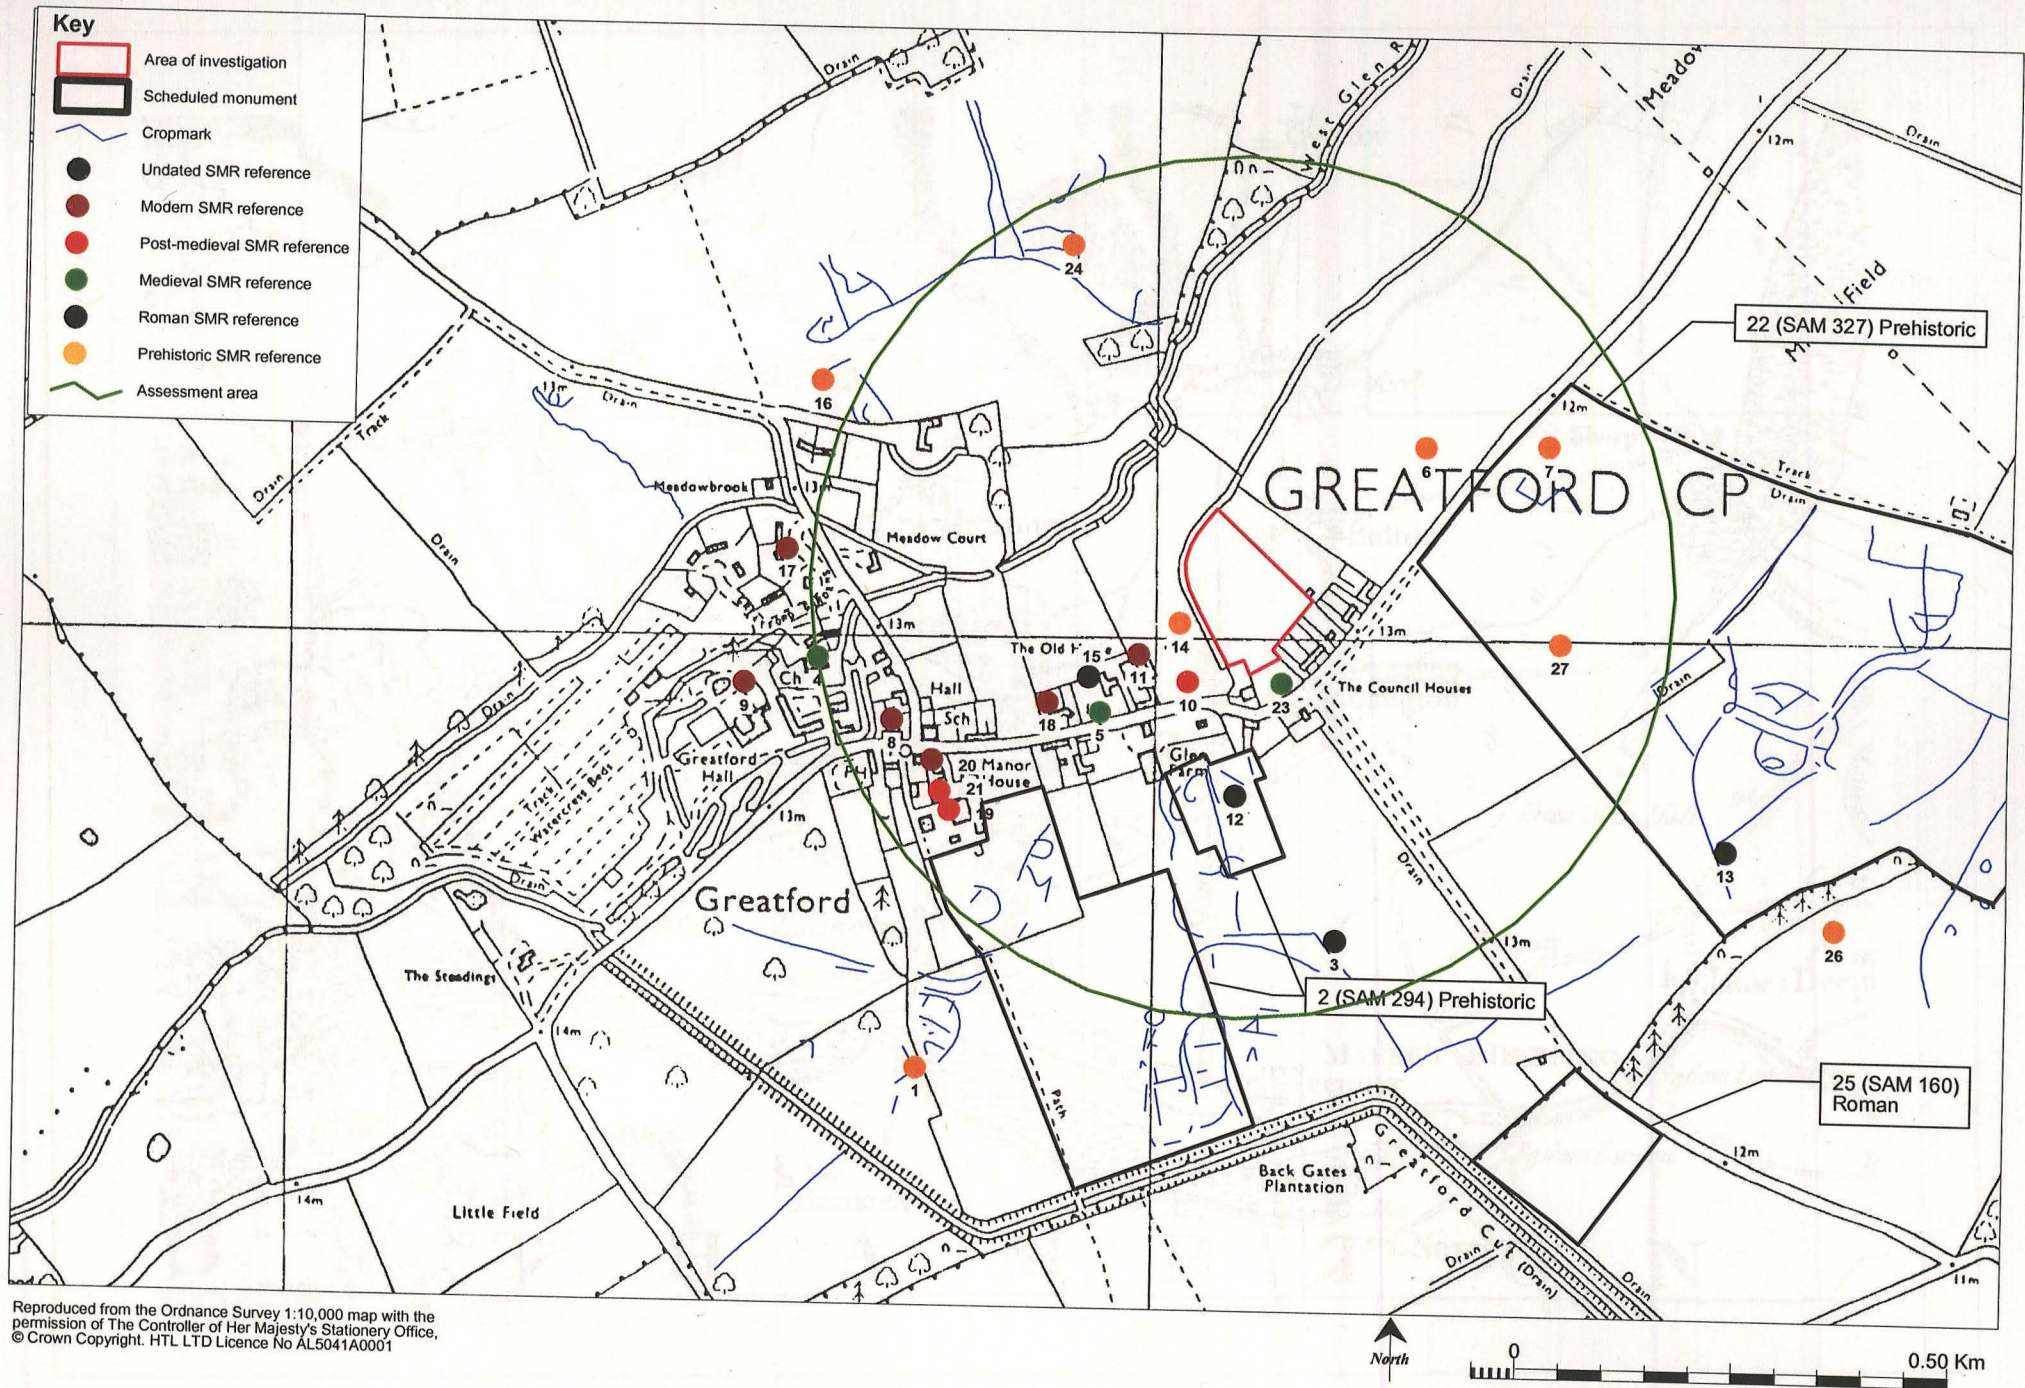 Key
Area of investigation
Scheduled monument
Cropmark
Undated SMR reference
Modern SMR reference
Post-medieval SMR reference
Medieval SMR reference
Roman SMR reference
Prehistoric SMR reference
Assessment area
Drain
West Glen R
Drain
Meadow
12m
Drain
24
Field
22 (SAM 327) Prehistoric
13m
Drain
16
Track
Drain
12m
6
7
Track
Drain
GREATFORD CP
Meadowbrook
13m
Drain
Meadow Court
17
13m
13m
14
The Old H
15
11
27
4
Ch
9
Hall
Sch
18
5
10
23
The Council Houses
Drain
Drain
8
Greatford
Hall
PH
20 Manor
House
21
19
Glen
Farm
12
Track
Watercress Beds
13m
Drain
Drain
13
Greatford
3
13m
26
The Steadings
14m
2 (SAM 294) Prehistoric
1
Path
25 (SAM 160)
Roman
12m
Back Gates
Plantation
Greatford Cut (Drain)
14m
Little Field
Drain
Drain
11m
Reproduced from the Ordnance Survey 1:10,000 map with the
permission of The Controller of Her Majesty's Stationery Office,
© Crown Copyright. HTL LTD Licence No AL5041A0001
North
0
0.50 Km